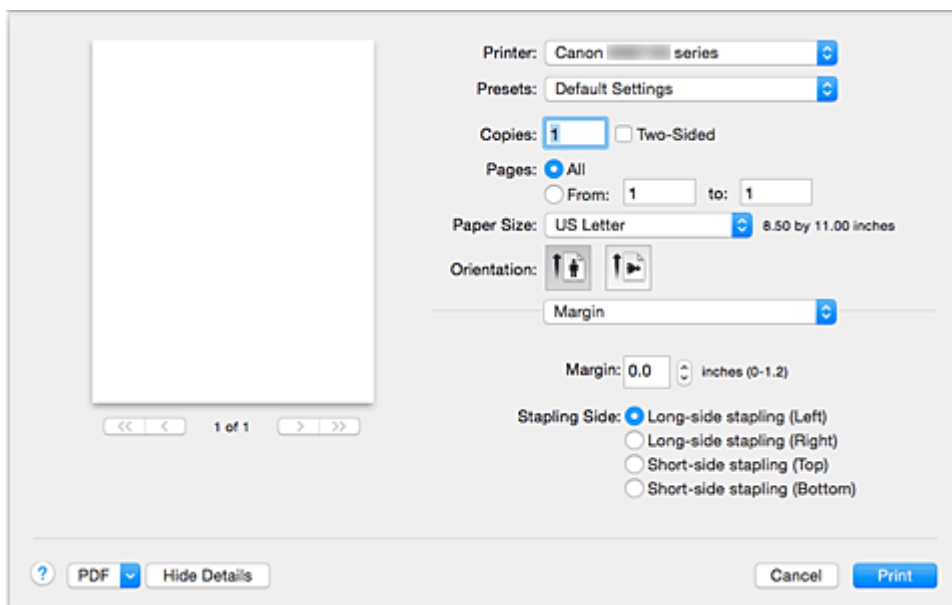 Printer: Canon series
Presets: Default Settings
Copies: 1 Two-Sided
Pages: All
From: 1 to: 1
Paper Size: US Letter 8.50 by 11.00 inches
Orientation:
Margin
Margin: 0.0 inches (0-1.2)
1 of 1
Stapling Side: Long-side stapling (Left)
Long-side stapling (Right)
Short-side stapling (Top)
Short-side stapling (Bottom)
? PDF Hide Details Cancel Print